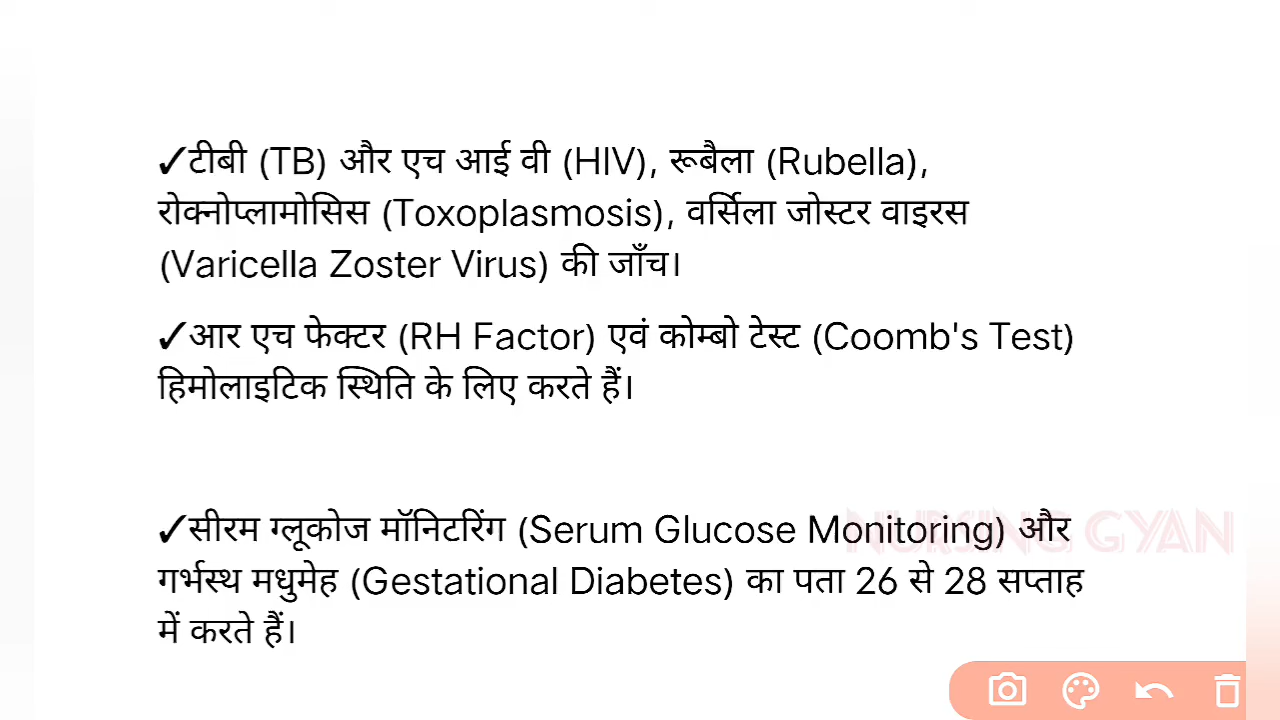 ✓टीबी (TB) और एच आई वी (HIV), रूबैला (Rubella),
रोक्नोप्लामोसिस (Toxoplasmosis), वर्सिला जोस्टर वाइरस
(Varicella Zoster Virus) की जाँच।
✓आर एच फेक्टर (RH Factor) एवं कोम्बो टेस्ट (Coomb's Test)
हिमोलाइटिक स्थिति के लिए करते हैं।
✓सीरम ग्लूकोज मॉनिटरिंग (Serum Glucose Monitoring) और
NURSING GYAN
गर्भस्थ मधुमेह (Gestational Diabetes) का पता 26 से 28 सप्ताह
में करते हैं।